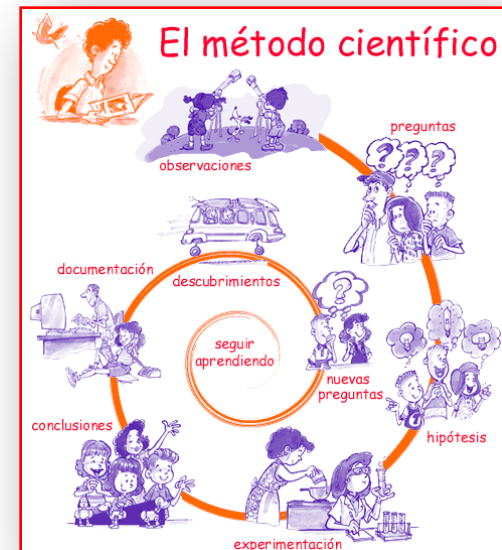 El método científico
observaciones
preguntas
hipótesis
experimentación
conclusiones
documentación
descubrimientos
nuevas
preguntas
seguir
aprendiendo